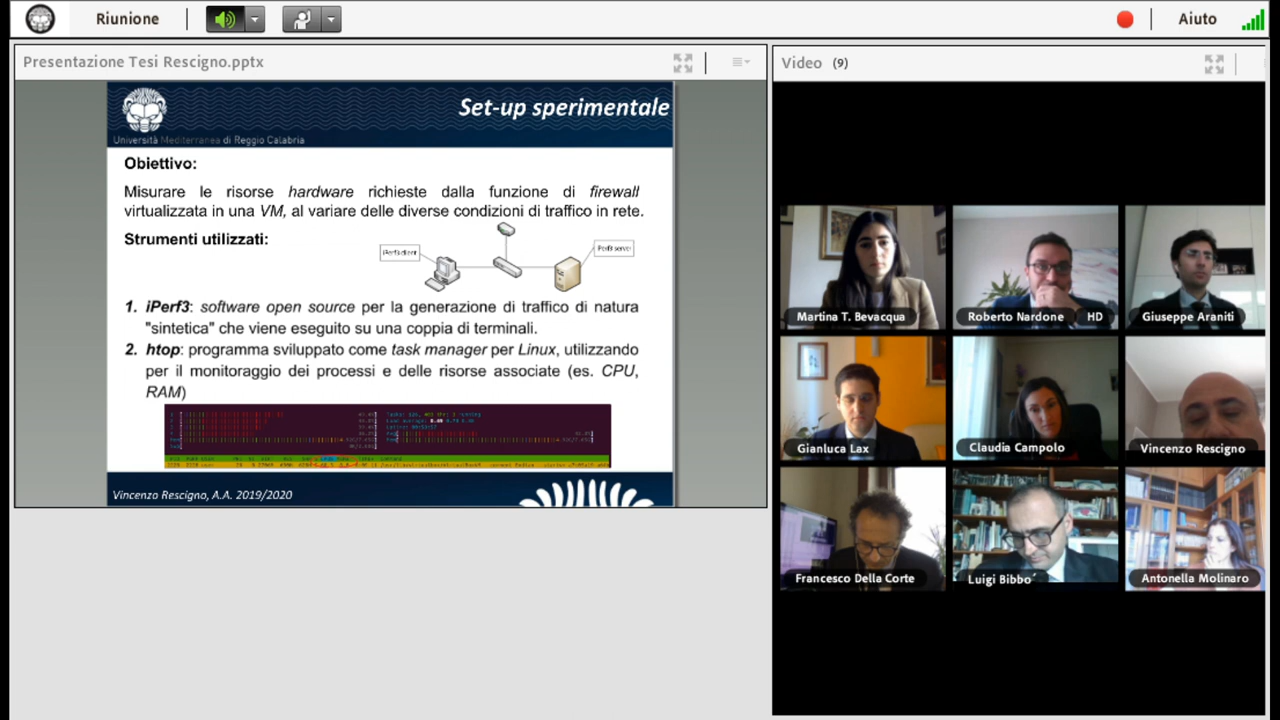 Riunione
Aiuto
Presentazione Tesi Rescigno.pptx
Video (9)
Set-up sperimentale
Università Mediterranea di Reggio Calabria
Obiettivo:
Misurare le risorse hardware richieste dalla funzione di firewall
virtualizzata in una VM, al variare delle diverse condizioni di traffico in rete.
Strumenti utilizzati:
iPerf3 client
1. iPerf3: software open source per la generazione di traffico di natura
"sintetica" che viene eseguito su una coppia di terminali.
2. htop: programma sviluppato come task manager per Linux, utilizzando
per il monitoraggio dei processi e delle risorse associate (es. CPU,
RAM)
Vincenzo Rescigno, A.A. 2019/2020
Martina T. Bevacqua
Roberto Nardone HD
Giuseppe Araniti
Gianluca Lax
Claudia Campolo
Vincenzo Rescigno
Francesco Della Corte
Luigi Bibbo´
Antonella Molinaro